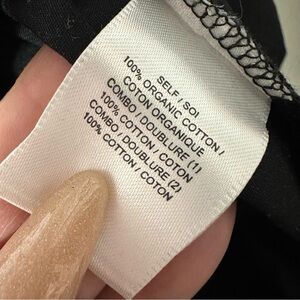 SELF / SOI
100% ORGANIC COTTON /
COTON ORGANIQUE
COMBO / DOUBLURE (1)
100% COTTON / COTON
COMBO / DOUBLURE (2)
100% COTTON / COTON